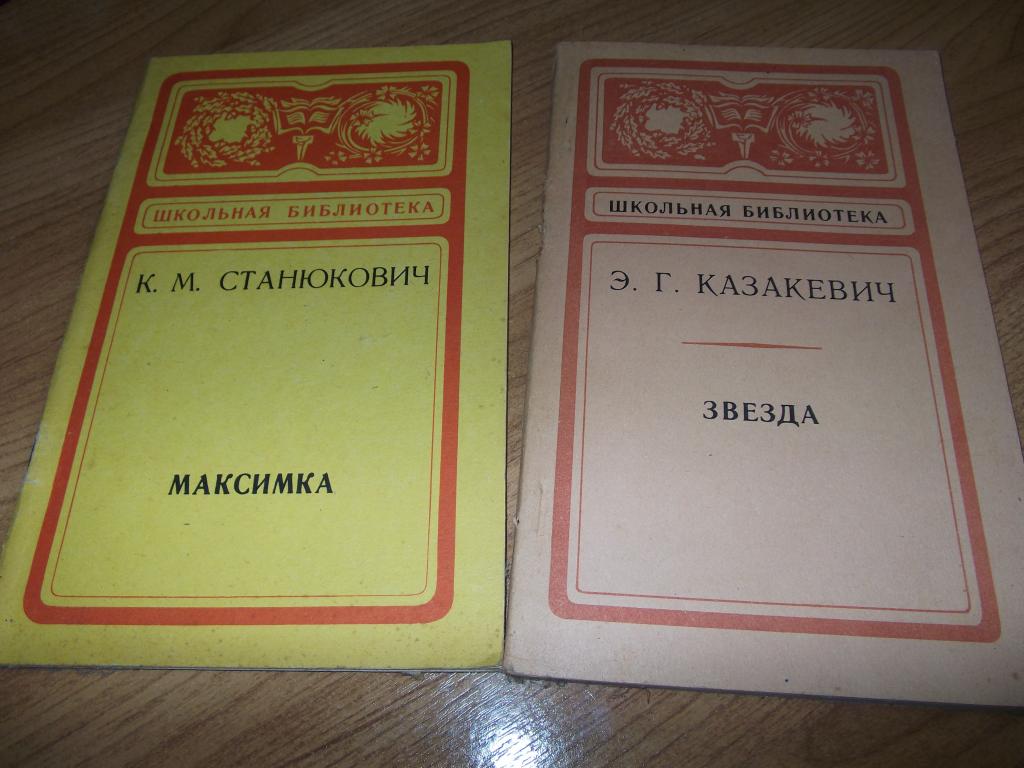 ШКОЛЬНАЯ БИБЛИОТЕКА
К. М. СТАНЮКОВИЧ
МАКСИМКА
ШКОЛЬНАЯ БИБЛИОТЕКА
Э. Г. КАЗАКЕВИЧ
ЗВЕЗДА